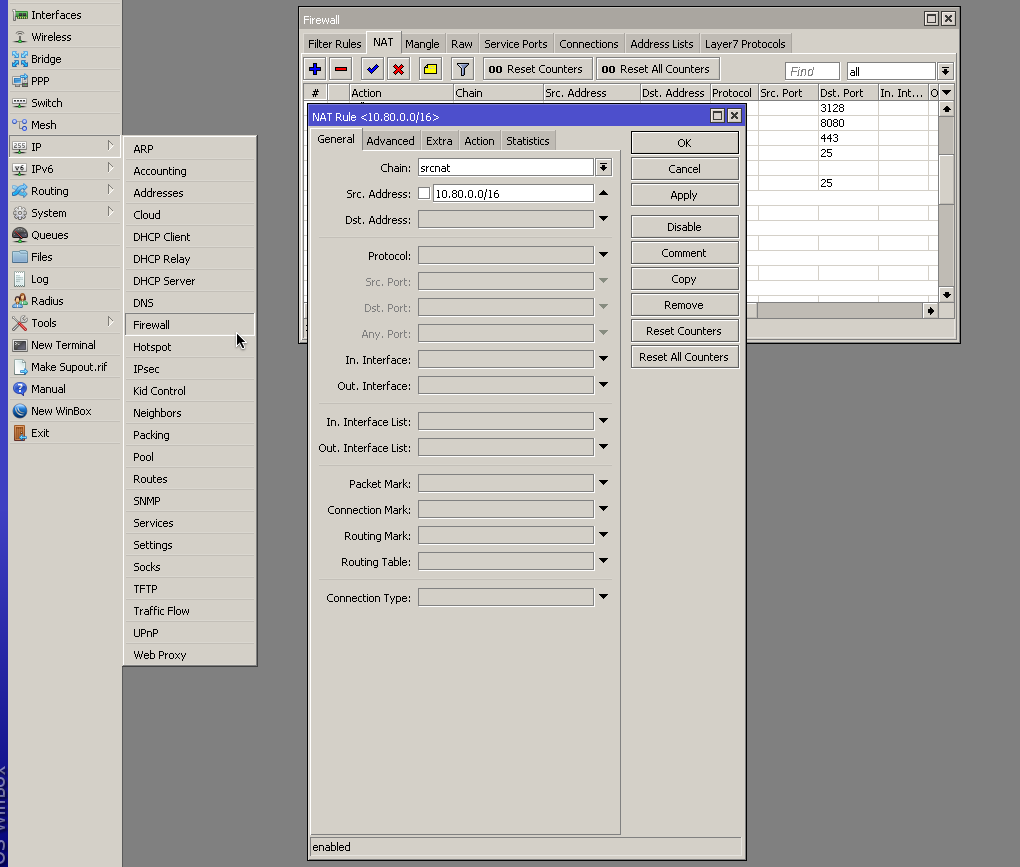 Interfaces
Wireless
Bridge
PPP
Switch
Mesh
IP
IPv6
Routing
System
Queues
Files
Log
Radius
Tools
New Terminal
Make Supout.rif
Manual
New WinBox
Exit
OS WinBox
ARP
Accounting
Addresses
Cloud
DHCP Client
DHCP Relay
DHCP Server
DNS
Firewall
Hotspot
IPsec
Kid Control
Neighbors
Packing
Pool
Routes
SNMP
Services
Settings
Socks
TFTP
Traffic Flow
UPnP
Web Proxy
Firewall
Filter Rules NAT Mangle Raw Service Ports Connections Address Lists Layer7 Protocols
00 Reset Counters 00 Reset All Counters Find all
# Action Chain Src. Address Dst. Address Protocol Src. Port Dst. Port In. Int... O
3128
8080
443
25
25
NAT Rule <10.80.0.0/16>
General Advanced Extra Action Statistics
Chain: srcnat
Src. Address: 10.80.0.0/16
Dst. Address:
Protocol:
Src. Port:
Dst. Port:
Any. Port:
In. Interface:
Out. Interface:
In. Interface List:
Out. Interface List:
Packet Mark:
Connection Mark:
Routing Mark:
Routing Table:
Connection Type:
OK
Cancel
Apply
Disable
Comment
Copy
Remove
Reset Counters
Reset All Counters
enabled